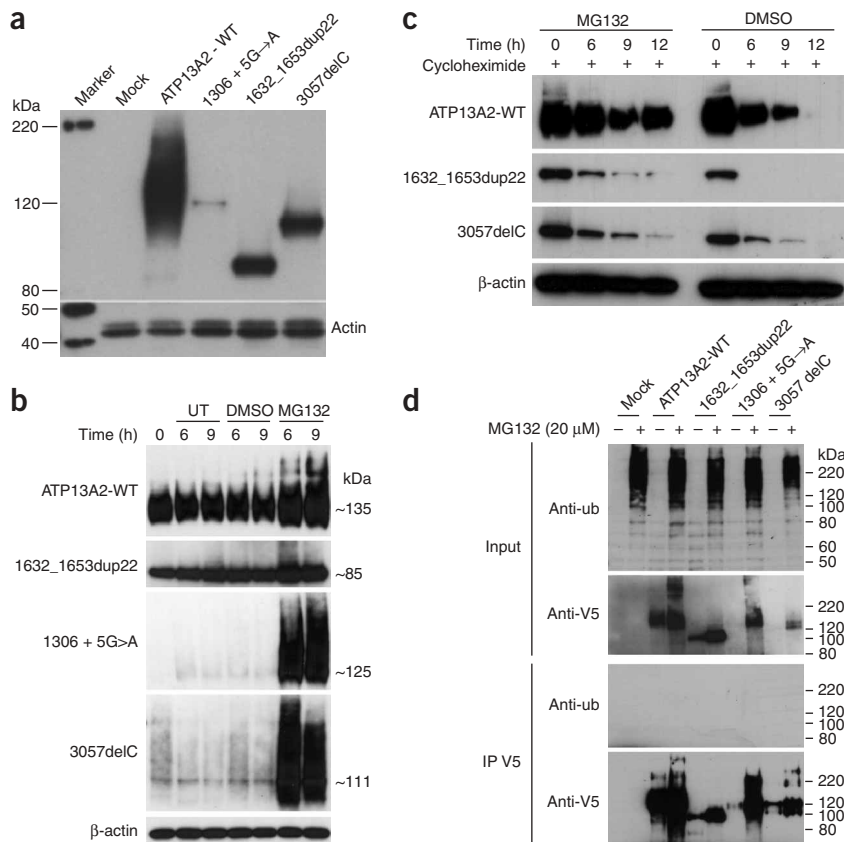 a
Marker
Mock
ATP13A2 - WT
1306 + 5G→A
1632_1653dup22
3057delC
kDa
220
120
80
50
40
Actin
b
UT DMSO MG132
Time (h) 0 6 9 6 9 6 9
kDa
ATP13A2-WT
~135
1632_1653dup22
~85
1306 + 5G>A
~125
3057delC
~111
β-actin
c
MG132 DMSO
Time (h) 0 6 9 12 0 6 9 12
Cycloheximide + + + + + + + +
ATP13A2-WT
1632_1653dup22
3057delC
β-actin
d
Mock
ATP13A2-WT
1632_1653dup22
1306 + 5G→A
3057 delC
MG132 (20 μM) – + – + – + – + – +
kDa
Input
Anti-ub
220
120
100
80
60
50
Anti-V5
220
120
100
80
IP V5
Anti-ub
220
120
100
80
Anti-V5
220
120
100
80